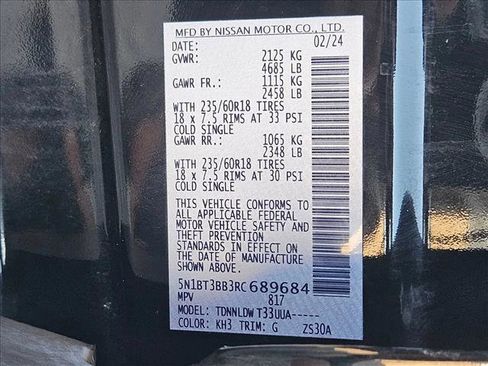 MFD BY NISSAN MOTOR CO., LTD.
DATE: 02/24
GVWR: 2125 KG
4685 LB
GAWR FR.: 1115 KG
2458 LB
WITH 235/60R18 TIRES
18 x 7.5 RIMS AT 33 PSI
COLD SINGLE
GAWR RR.: 1065 KG
2348 LB
WITH 235/60R18 TIRES
18 x 7.5 RIMS AT 30 PSI
COLD SINGLE
THIS VEHICLE CONFORMS TO
ALL APPLICABLE FEDERAL
MOTOR VEHICLE SAFETY AND
THEFT PREVENTION
STANDARDS IN EFFECT ON
THE DATE OF MANUFACTURE
SHOWN ABOVE.
5N1BT3BB3RC689684
MPV 817
MODEL: TDNNLDW T33UUA-----
COLOR: KH3 TRIM: G ZS30A